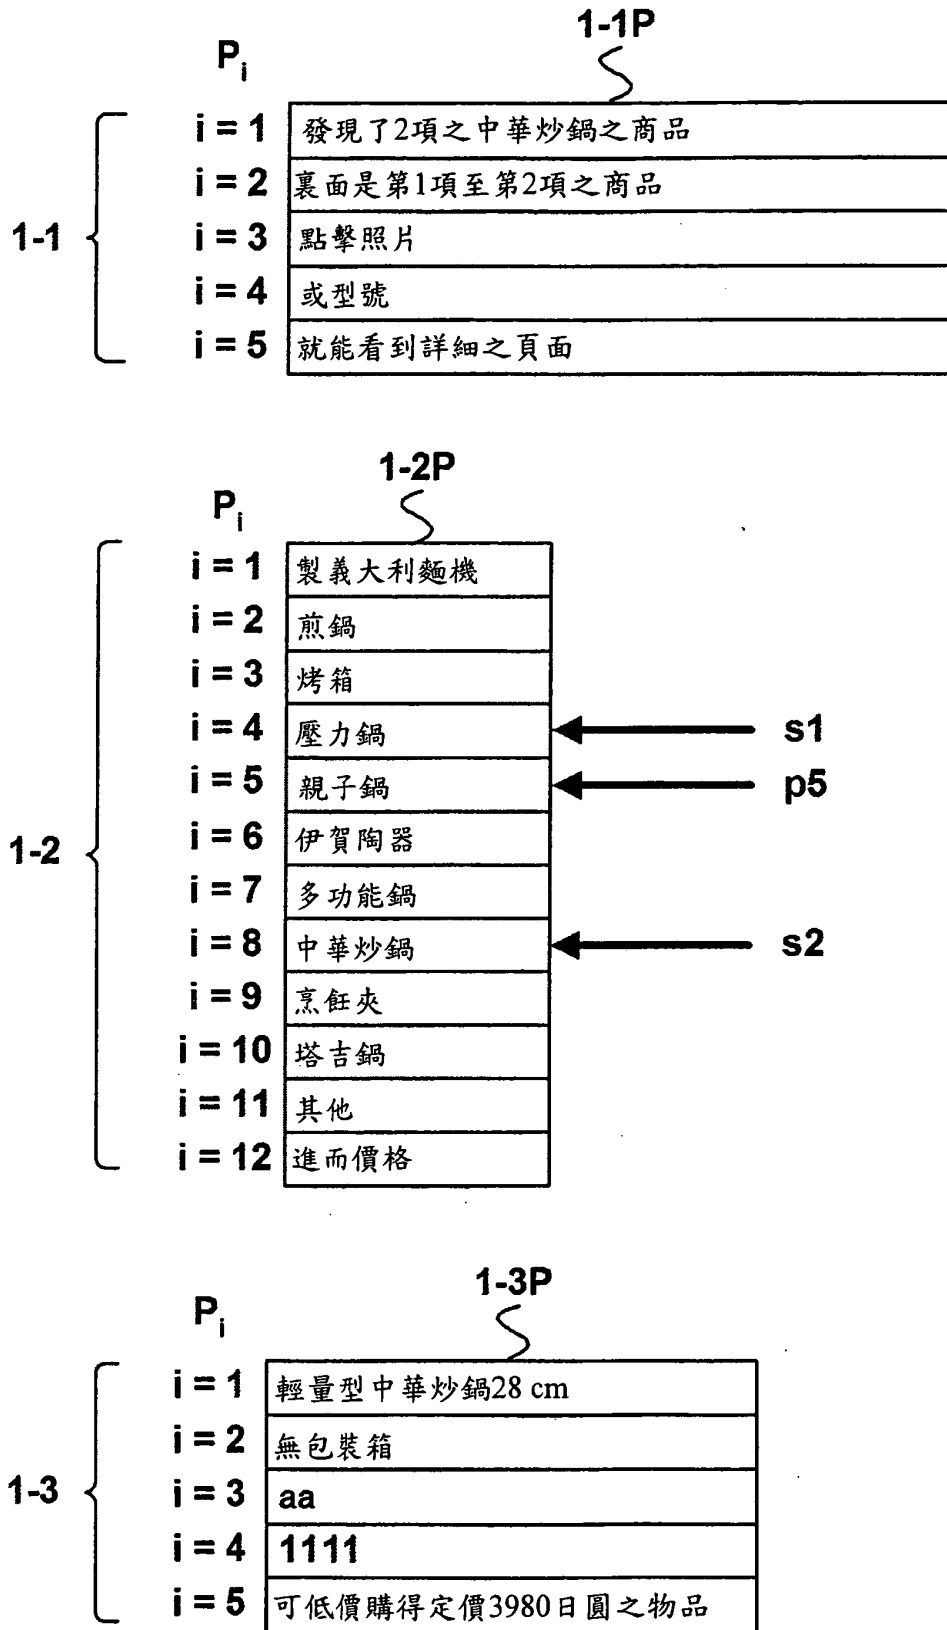 1-1P
Pi
i = 1 發現了2項之中華炒鍋之商品
i = 2 裏面是第1項至第2項之商品
1-1 i = 3 點擊照片
i = 4 或型號
i = 5 就能看到詳細之頁面
1-2P
Pi
i = 1 製義大利麵機
i = 2 煎鍋
i = 3 烤箱
i = 4 壓力鍋 s1
i = 5 親子鍋 p5
1-2 i = 6 伊賀陶器
i = 7 多功能鍋
i = 8 中華炒鍋 s2
i = 9 烹飪夾
i = 10 塔吉鍋
i = 11 其他
i = 12 進而價格
1-3P
Pi
i = 1 輕量型中華炒鍋28 cm
i = 2 無包裝箱
1-3 i = 3 aa
i = 4 1111
i = 5 可低價購得定價3980日圓之物品